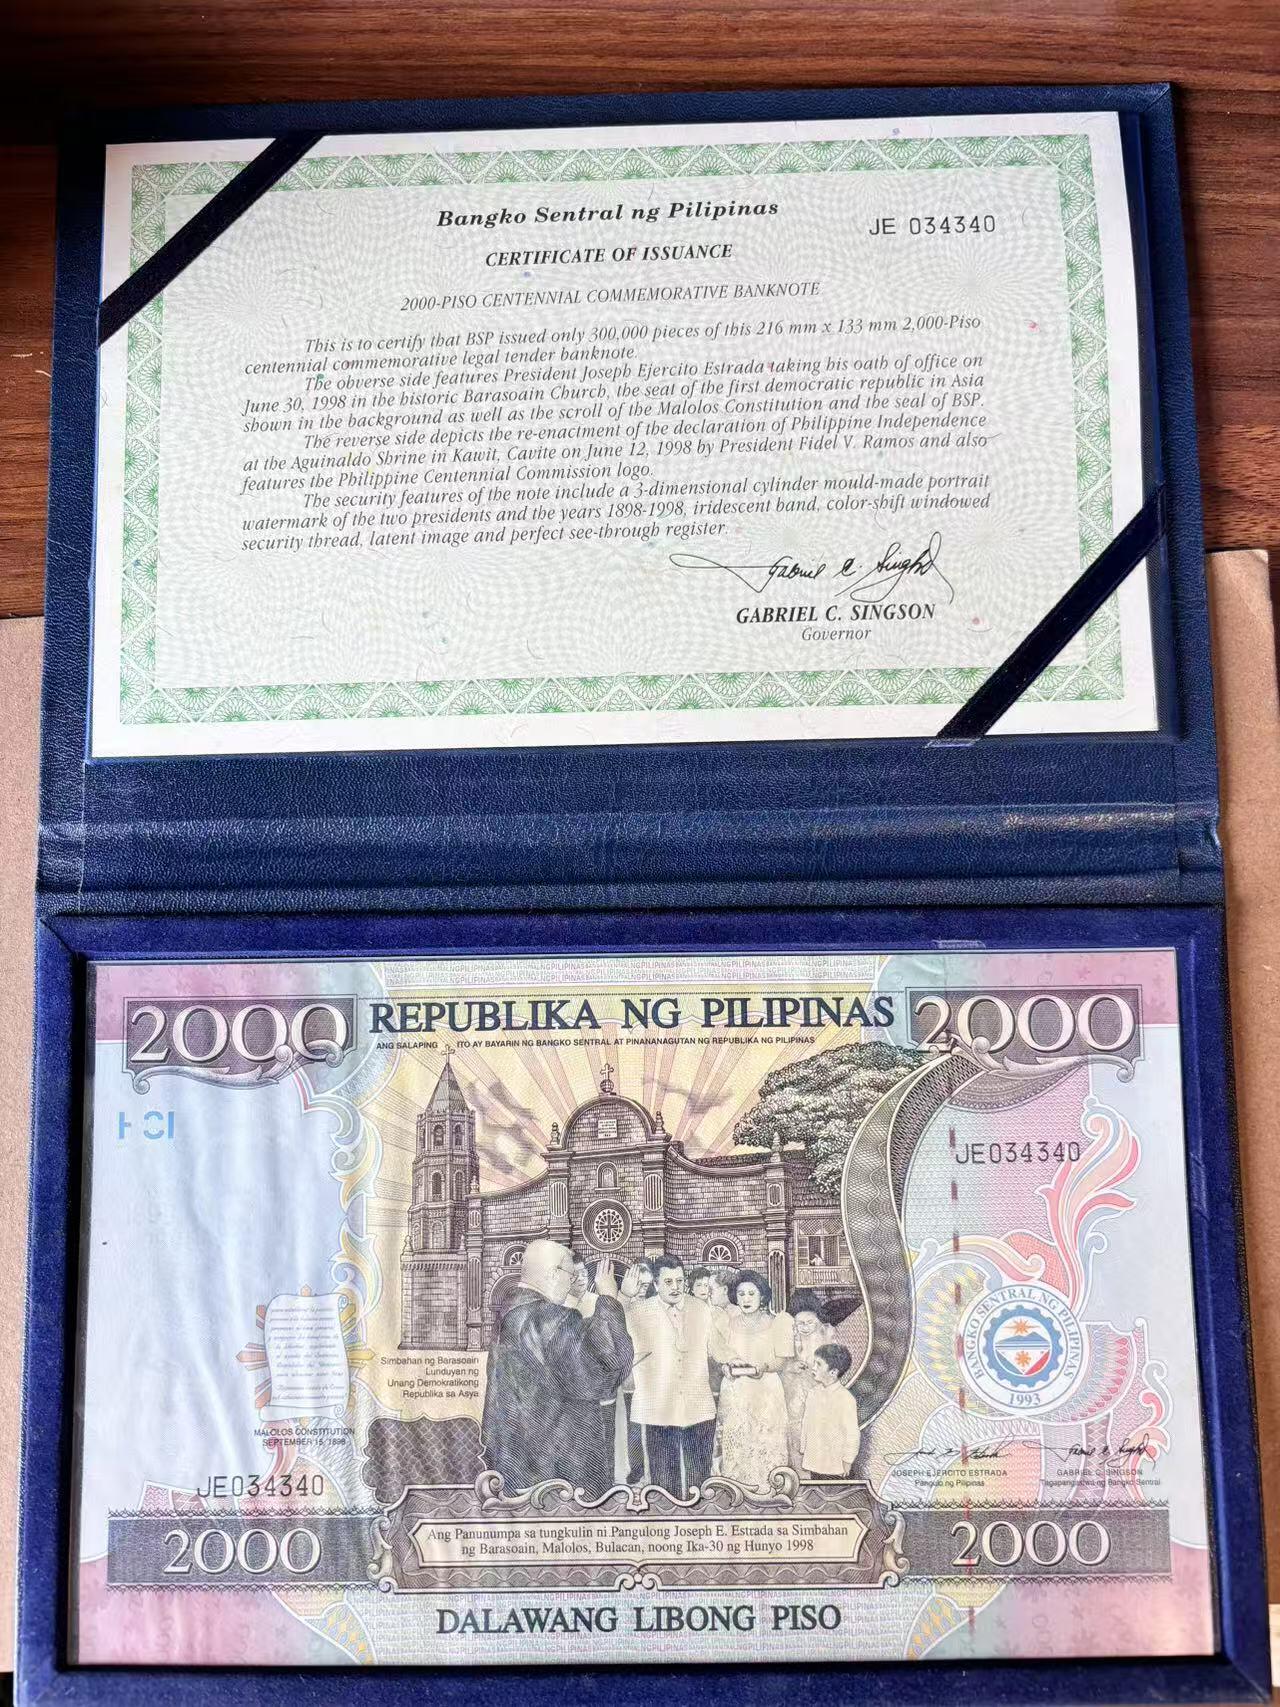 Bangko Sentral ng Pilipinas
JE 034340
CERTIFICATE OF ISSUANCE
2000-PISO CENTENNIAL COMMEMORATIVE BANKNOTE
This is to certify that BSP issued only 300,000 pieces of this 216 mm x 133 mm 2,000-Piso
centennial commemorative legal tender banknote.
The obverse side features President Joseph Ejercito Estrada taking his oath of office on
June 30, 1998 in the historic Barasoain Church, the seat of the first democratic republic in Asia
shown in the background as well as the scroll of the Malolos Constitution and the seal of BSP.
The reverse side depicts the re-enactment of the declaration of Philippine Independence
at the Aguinaldo Shrine in Kawit, Cavite on June 12, 1998 by President Fidel V. Ramos and also
features the Philippine Centennial Commission logo.
The security features of the note include a 3-dimensional cylinder mould-made portrait
watermark of the two presidents and the years 1898-1998, iridescent band, color-shift windowed
security thread, latent image and perfect see-through register.
Gabriel C. Singson
GABRIEL C. SINGSON
Governor
2000 REPUBLIKA NG PILIPINAS 2000
ANG SALAPING ITO AY BAYARIN NG BANGKO SENTRAL AT PINANANAGUTAN NG REPUBLIKA NG PILIPINAS
JE034340
BANGKO SENTRAL NG PILIPINAS
1993
Simbahan ng Barasoain
Lunduyan ng
Unang Demokratikong
Republika sa Asya
MALOLOS CONSTITUTION
SEPTEMBER 15, 1898
JE034340
JOSEPH EJERCITO ESTRADA
Pangulo ng Pilipinas
GABRIEL C. SINGSON
Tagapangasiwa ng Bangko Sentral
2000
Ang Panunumpa sa tungkulin ni Pangulong Joseph E. Estrada sa Simbahan
ng Barasoain, Malolos, Bulacan, noong Ika-30 ng Hunyo 1998
2000
DALAWANG LIBONG PISO